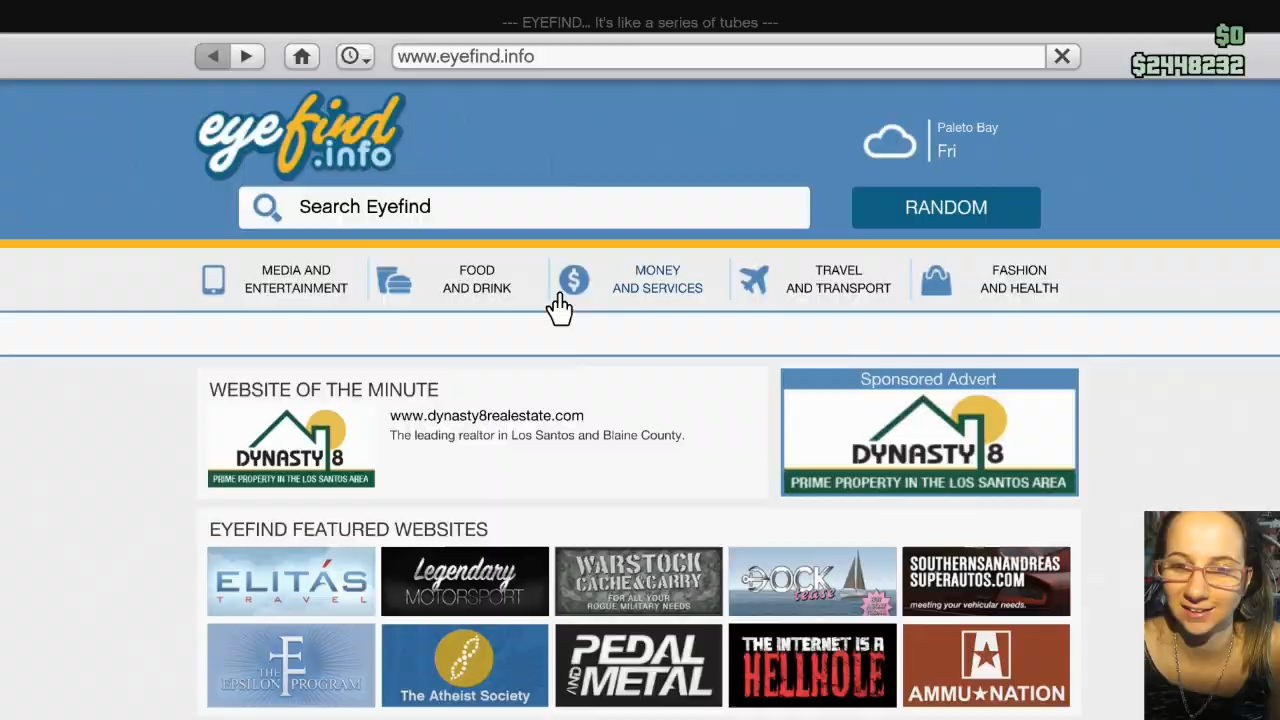 --- EYEFIND... It's like a series of tubes ---
$0
www.eyefind.info
$2448232
eyefind
.info
Paleto Bay
Fri
Search Eyefind
RANDOM
MEDIA AND
ENTERTAINMENT
FOOD
AND DRINK
MONEY
AND SERVICES
TRAVEL
AND TRANSPORT
FASHION
AND HEALTH
WEBSITE OF THE MINUTE
DYNASTY 8
PRIME PROPERTY IN THE LOS SANTOS AREA
www.dynasty8realestate.com
The leading realtor in Los Santos and Blaine County.
Sponsored Advert
DYNASTY 8
PRIME PROPERTY IN THE LOS SANTOS AREA
EYEFIND FEATURED WEBSITES
ELITÁS
TRAVEL
Legendary
MOTORSPORT
WARSTOCK
CACHE & CARRY
FOR ALL YOUR
ROGUE MILITARY NEEDS
DOCK
tease
SOUTHERNSANANDREAS
SUPERAUTOS.COM
meeting your vehicular needs.
THE
EPSILON PROGRAM
The Atheist Society
PEDAL
AND METAL
THE INTERNET IS A
HELLHOLE
AMMU★NATION